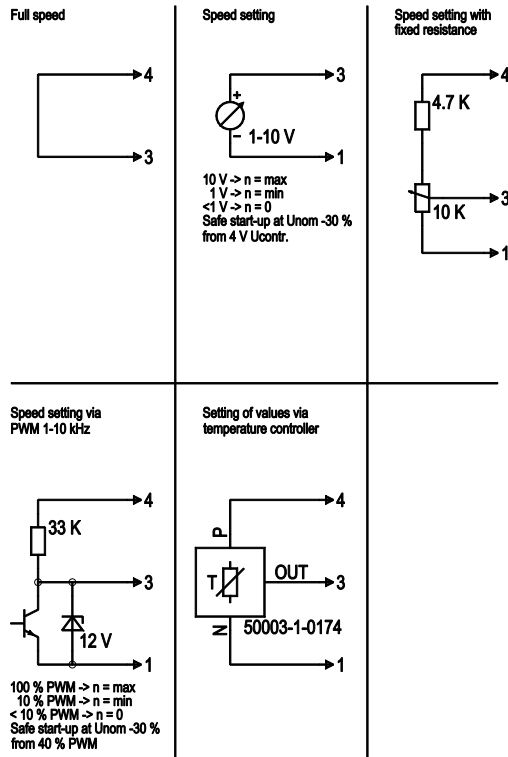 Full speed
4
3
Speed setting
3
+
–
1-10 V
1
10 V -> n = max
1 V -> n = min
<1 V -> n = 0
Safe start-up at Unom -30 %
from 4 V Ucontr.
Speed setting with
fixed resistance
4
4.7 K
3
10 K
1
Speed setting via
PWM 1-10 kHz
4
33 K
3
12 V
1
100 % PWM -> n = max
10 % PWM -> n = min
< 10 % PWM -> n = 0
Safe start-up at Unom -30 %
from 40 % PWM
Setting of values via
temperature controller
4
P
T
OUT
3
N
50003-1-0174
1